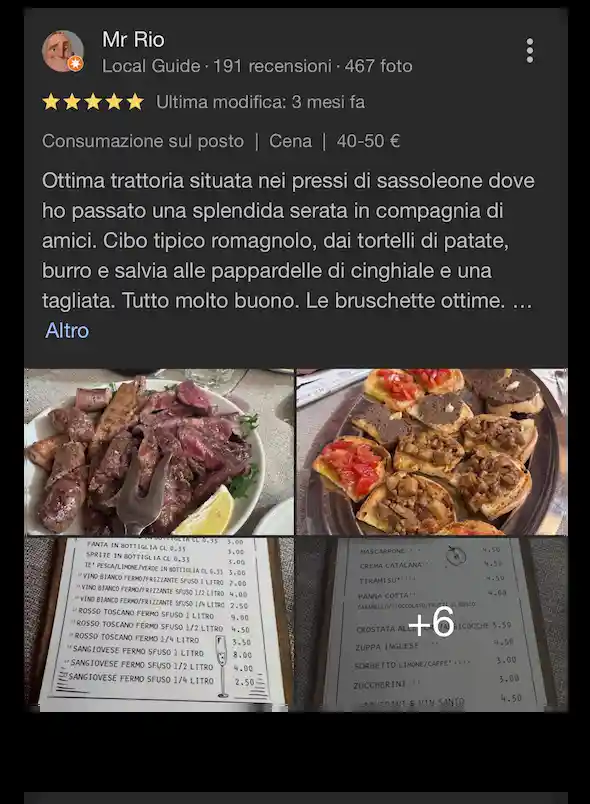 Mr Rio
Local Guide · 191 recensioni · 467 foto
Ultima modifica: 3 mesi fa
Consumazione sul posto | Cena | 40-50 €
Ottima trattoria situata nei pressi di sassoleone dove
ho passato una splendida serata in compagnia di
amici. Cibo tipico romagnolo, dai tortelli di patate,
burro e salvia alle pappardelle di cinghiale e una
tagliata. Tutto molto buono. Le bruschette ottime. …
Altro
FANTA IN BOTTIGLIA CL 0.33 3.00
SPRITE IN BOTTIGLIA CL 0.33 3.00
TE' PESCA/LIMONE/VERDE IN BOTTIGLIA CL 0.33 3.00
VINO BIANCO FERMO/FRIZZANTE SFUSO 1 LITRO
VINO BIANCO FERMO/FRIZZANTE SFUSO 1/2 LITRO 4.00
VINO BIANCO FERMO/FRIZZANTE SFUSO 1/4 LITRO 2.50
ROSSO TOSCANO FERMO SFUSO 1 LITRO 9.00
ROSSO TOSCANO FERMO SFUSO 1/2 LITRO 4.50
ROSSO TOSCANO FERMO 1/4 LITRO 3.50
SANGIOVESE FERMO SFUSO 1 LITRO 8.00
SANGIOVESE FERMO SFUSO 1/2 LITRO 4.00
SANGIOVESE FERMO SFUSO 1/4 LITRO 2.50
MASCARPONE 4.50
CREMA CATALANA 4.50
TIRAMISU' 4.50
PANNA COTTA 4.00
+6
CROSTATA 5.50
ZUPPA INGLESE 4.50
SORBETTO LIMONE/CAFFE' 3.00
ZUCCHERINI 3.00
& VIN SANTO 4.50